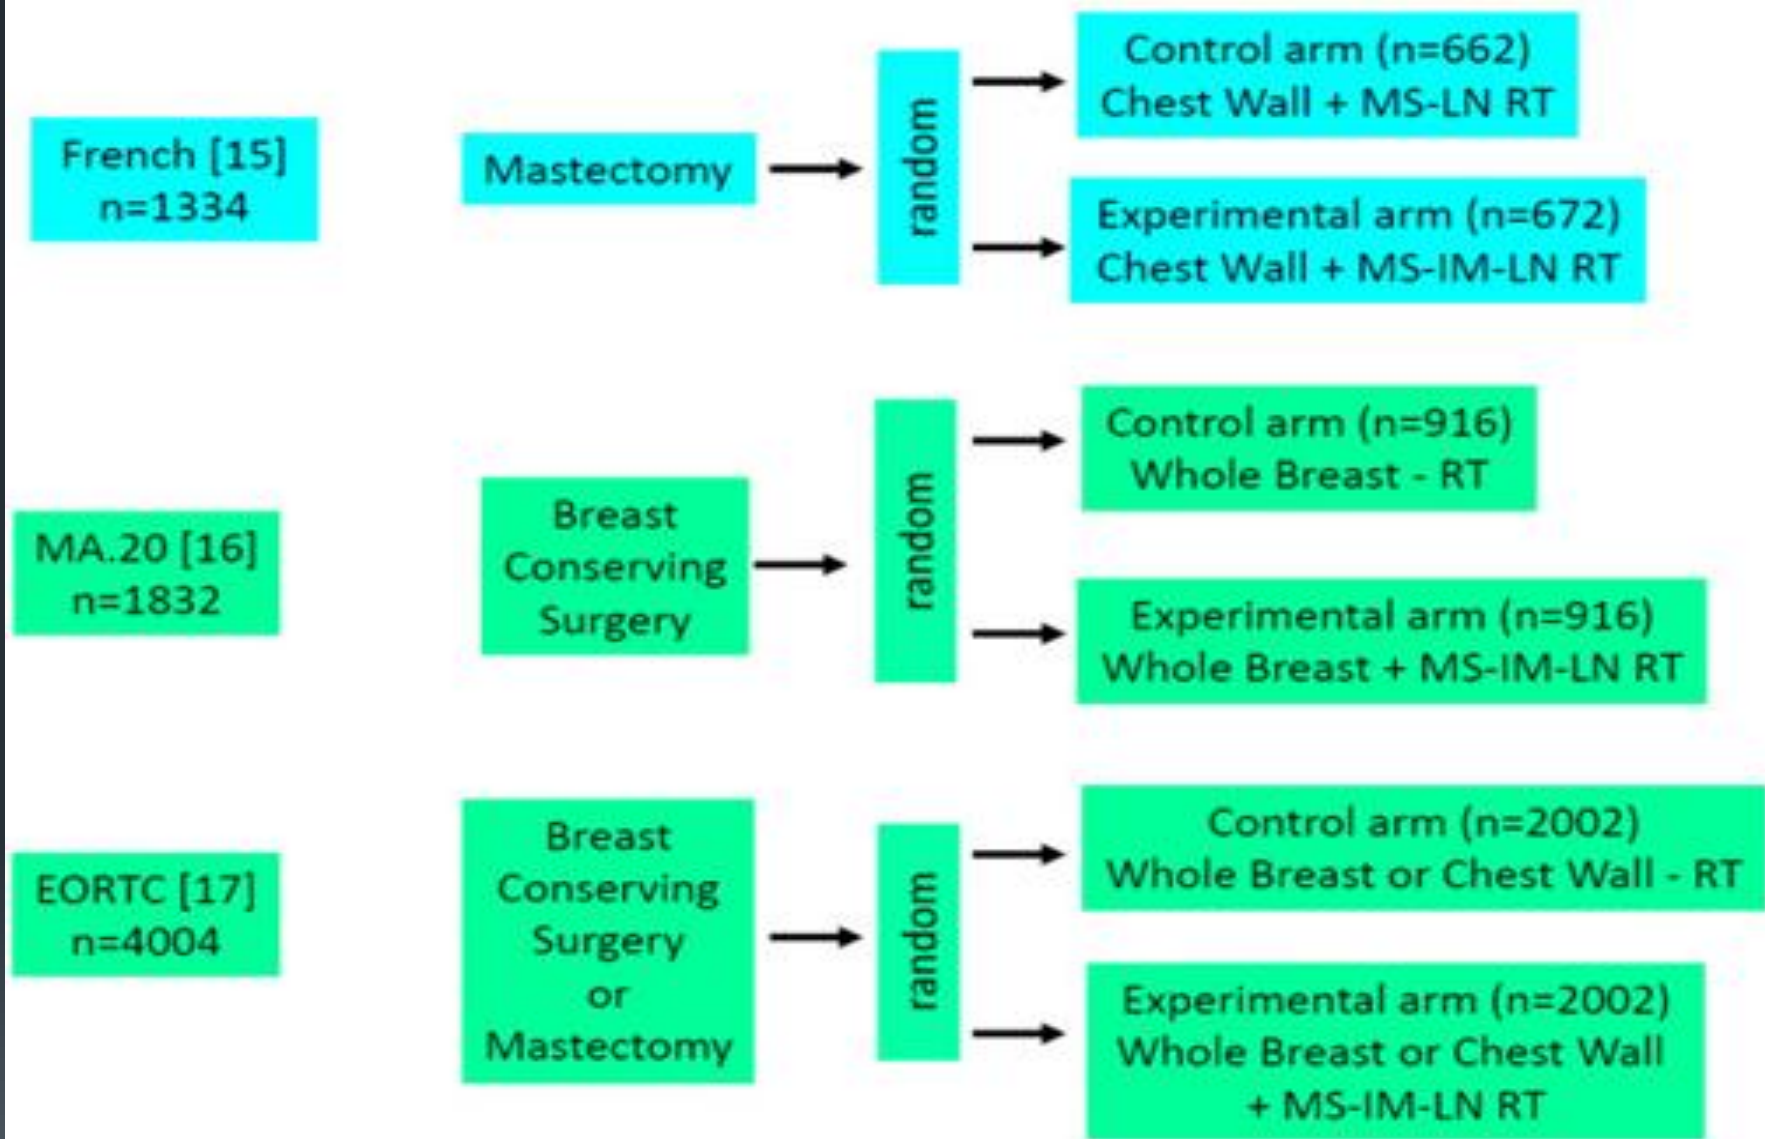 French [15]
n=1334
Mastectomy
random
Control arm (n=662)
Chest Wall + MS-LN RT
Experimental arm (n=672)
Chest Wall + MS-IM-LN RT
MA.20 [16]
n=1832
Breast
Conserving
Surgery
random
Control arm (n=916)
Whole Breast - RT
Experimental arm (n=916)
Whole Breast + MS-IM-LN RT
EORTC [17]
n=4004
Breast
Conserving
Surgery
or
Mastectomy
random
Control arm (n=2002)
Whole Breast or Chest Wall - RT
Experimental arm (n=2002)
Whole Breast or Chest Wall
+ MS-IM-LN RT